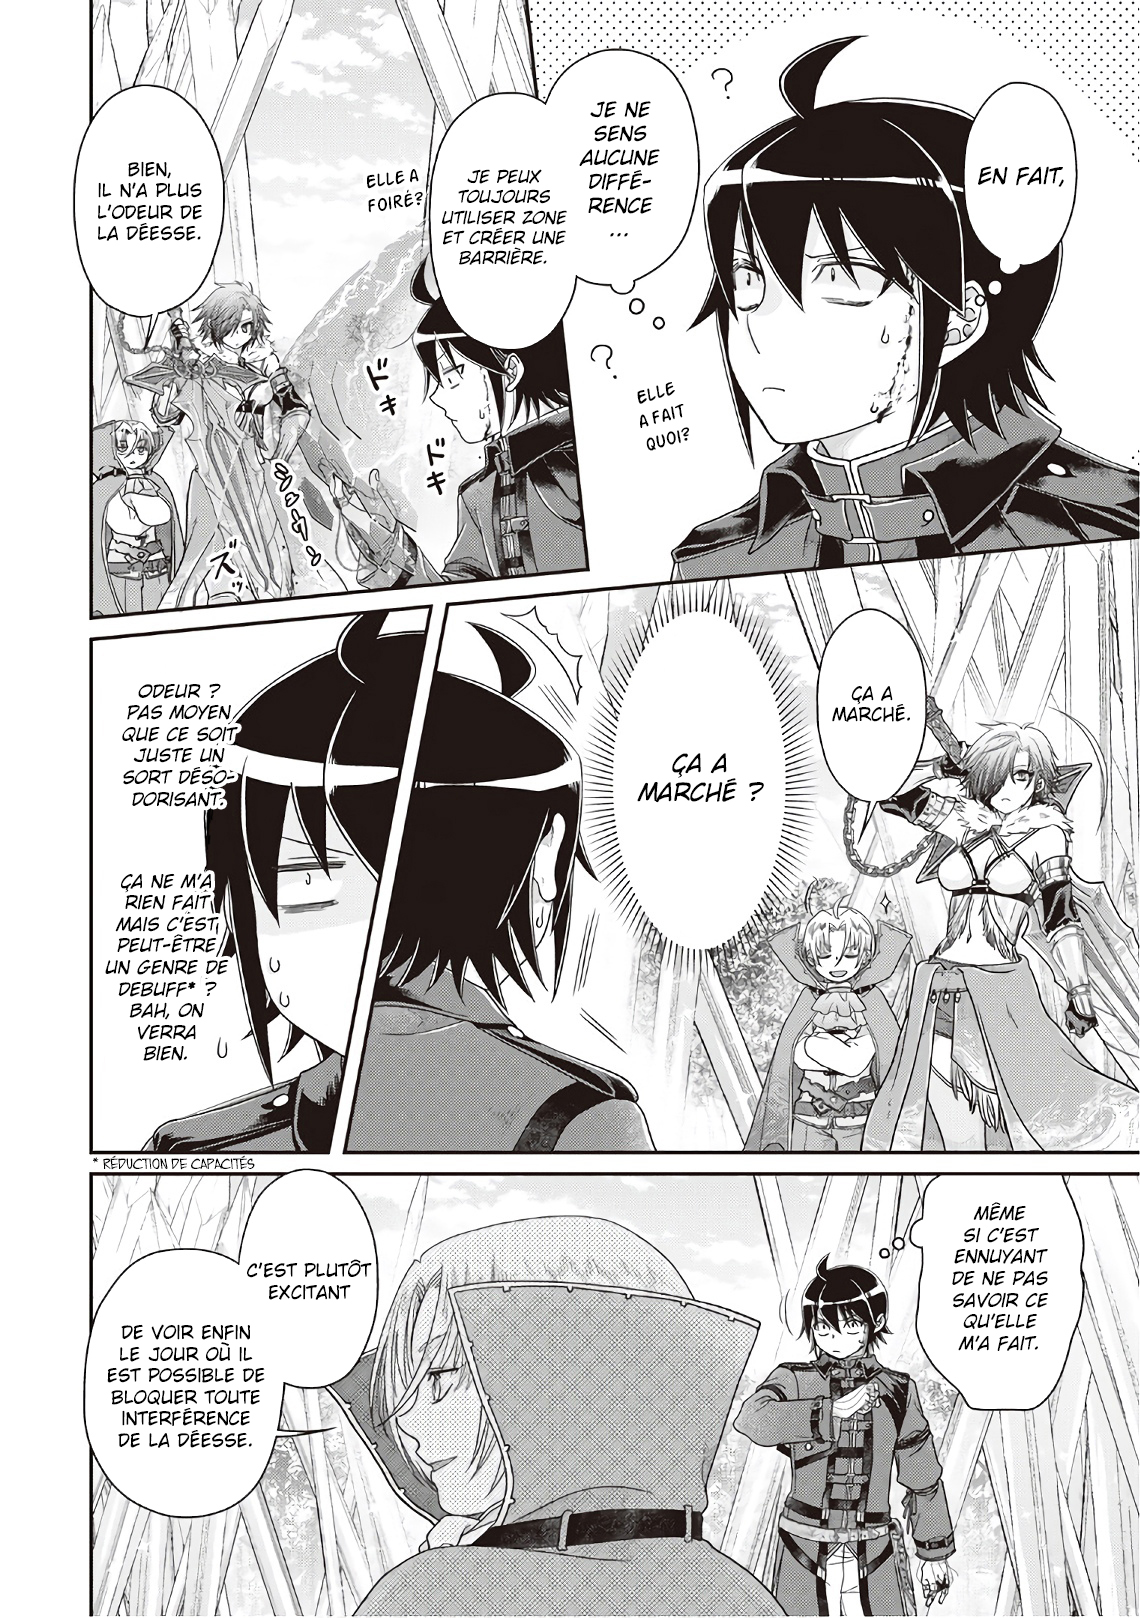 EN FAIT,
JE NE
SENS
AUCUNE
DIFFÉ-
RENCE
...
JE PEUX
TOUJOURS
UTILISER ZONE
ET CRÉER UNE
BARRIÈRE.
?
?
ELLE
A FAIT
QUOI?
ELLE A
FOIRÉ?
BIEN,
IL N'A PLUS
L'ODEUR DE
LA DÉESSE.
ドキ
ドキ
ÇA A
MARCHÉ.
ÇA A
MARCHÉ ?
ODEUR ?
PAS MOYEN
QUE CE SOIT
JUSTE UN
SORT DÉSO-
DORISANT.
ÇA NE M'A
RIEN FAIT
MAIS C'EST
PEUT-ÊTRE
UN GENRE DE
DEBUFF* ?
BAH, ON
VERRA
BIEN.
* RÉDUCTION DE CAPACITÉS
MÊME
SI C'EST
ENNUYANT
DE NE PAS
SAVOIR CE
QU'ELLE
M'A FAIT.
C'EST PLUTÔT
EXCITANT
DE VOIR ENFIN
LE JOUR OÙ IL
EST POSSIBLE DE
BLOQUER TOUTE
INTERFÉRENCE
DE LA DÉESSE.